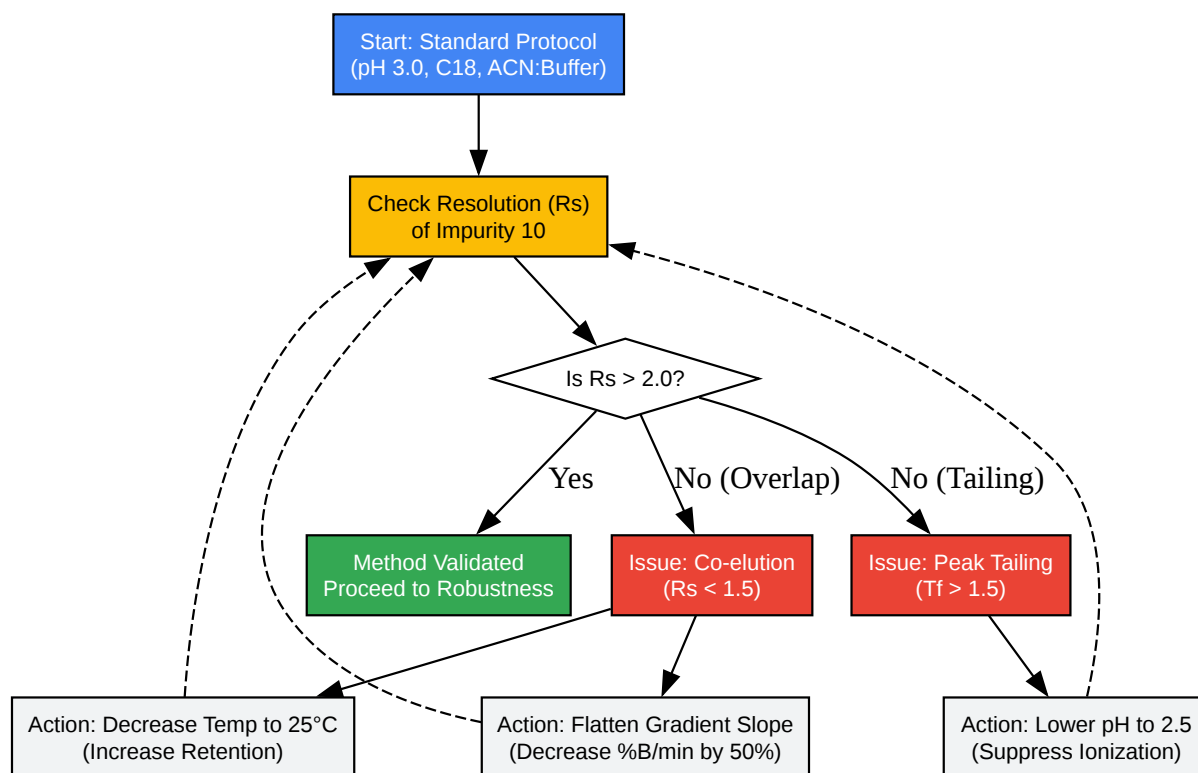 Start: Standard Protocol
(pH 3.0, C18, ACN:Buffer)
Check Resolution (Rs)
of Impurity 10
Is Rs > 2.0?
Yes
No (Overlap)
No (Tailing)
Method Validated
Proceed to Robustness
Issue: Co-elution
(Rs < 1.5)
Issue: Peak Tailing
(Tf > 1.5)
Action: Decrease Temp to 25°C
(Increase Retention)
Action: Flatten Gradient Slope
(Decrease %B/min by 50%)
Action: Lower pH to 2.5
(Suppress Ionization)